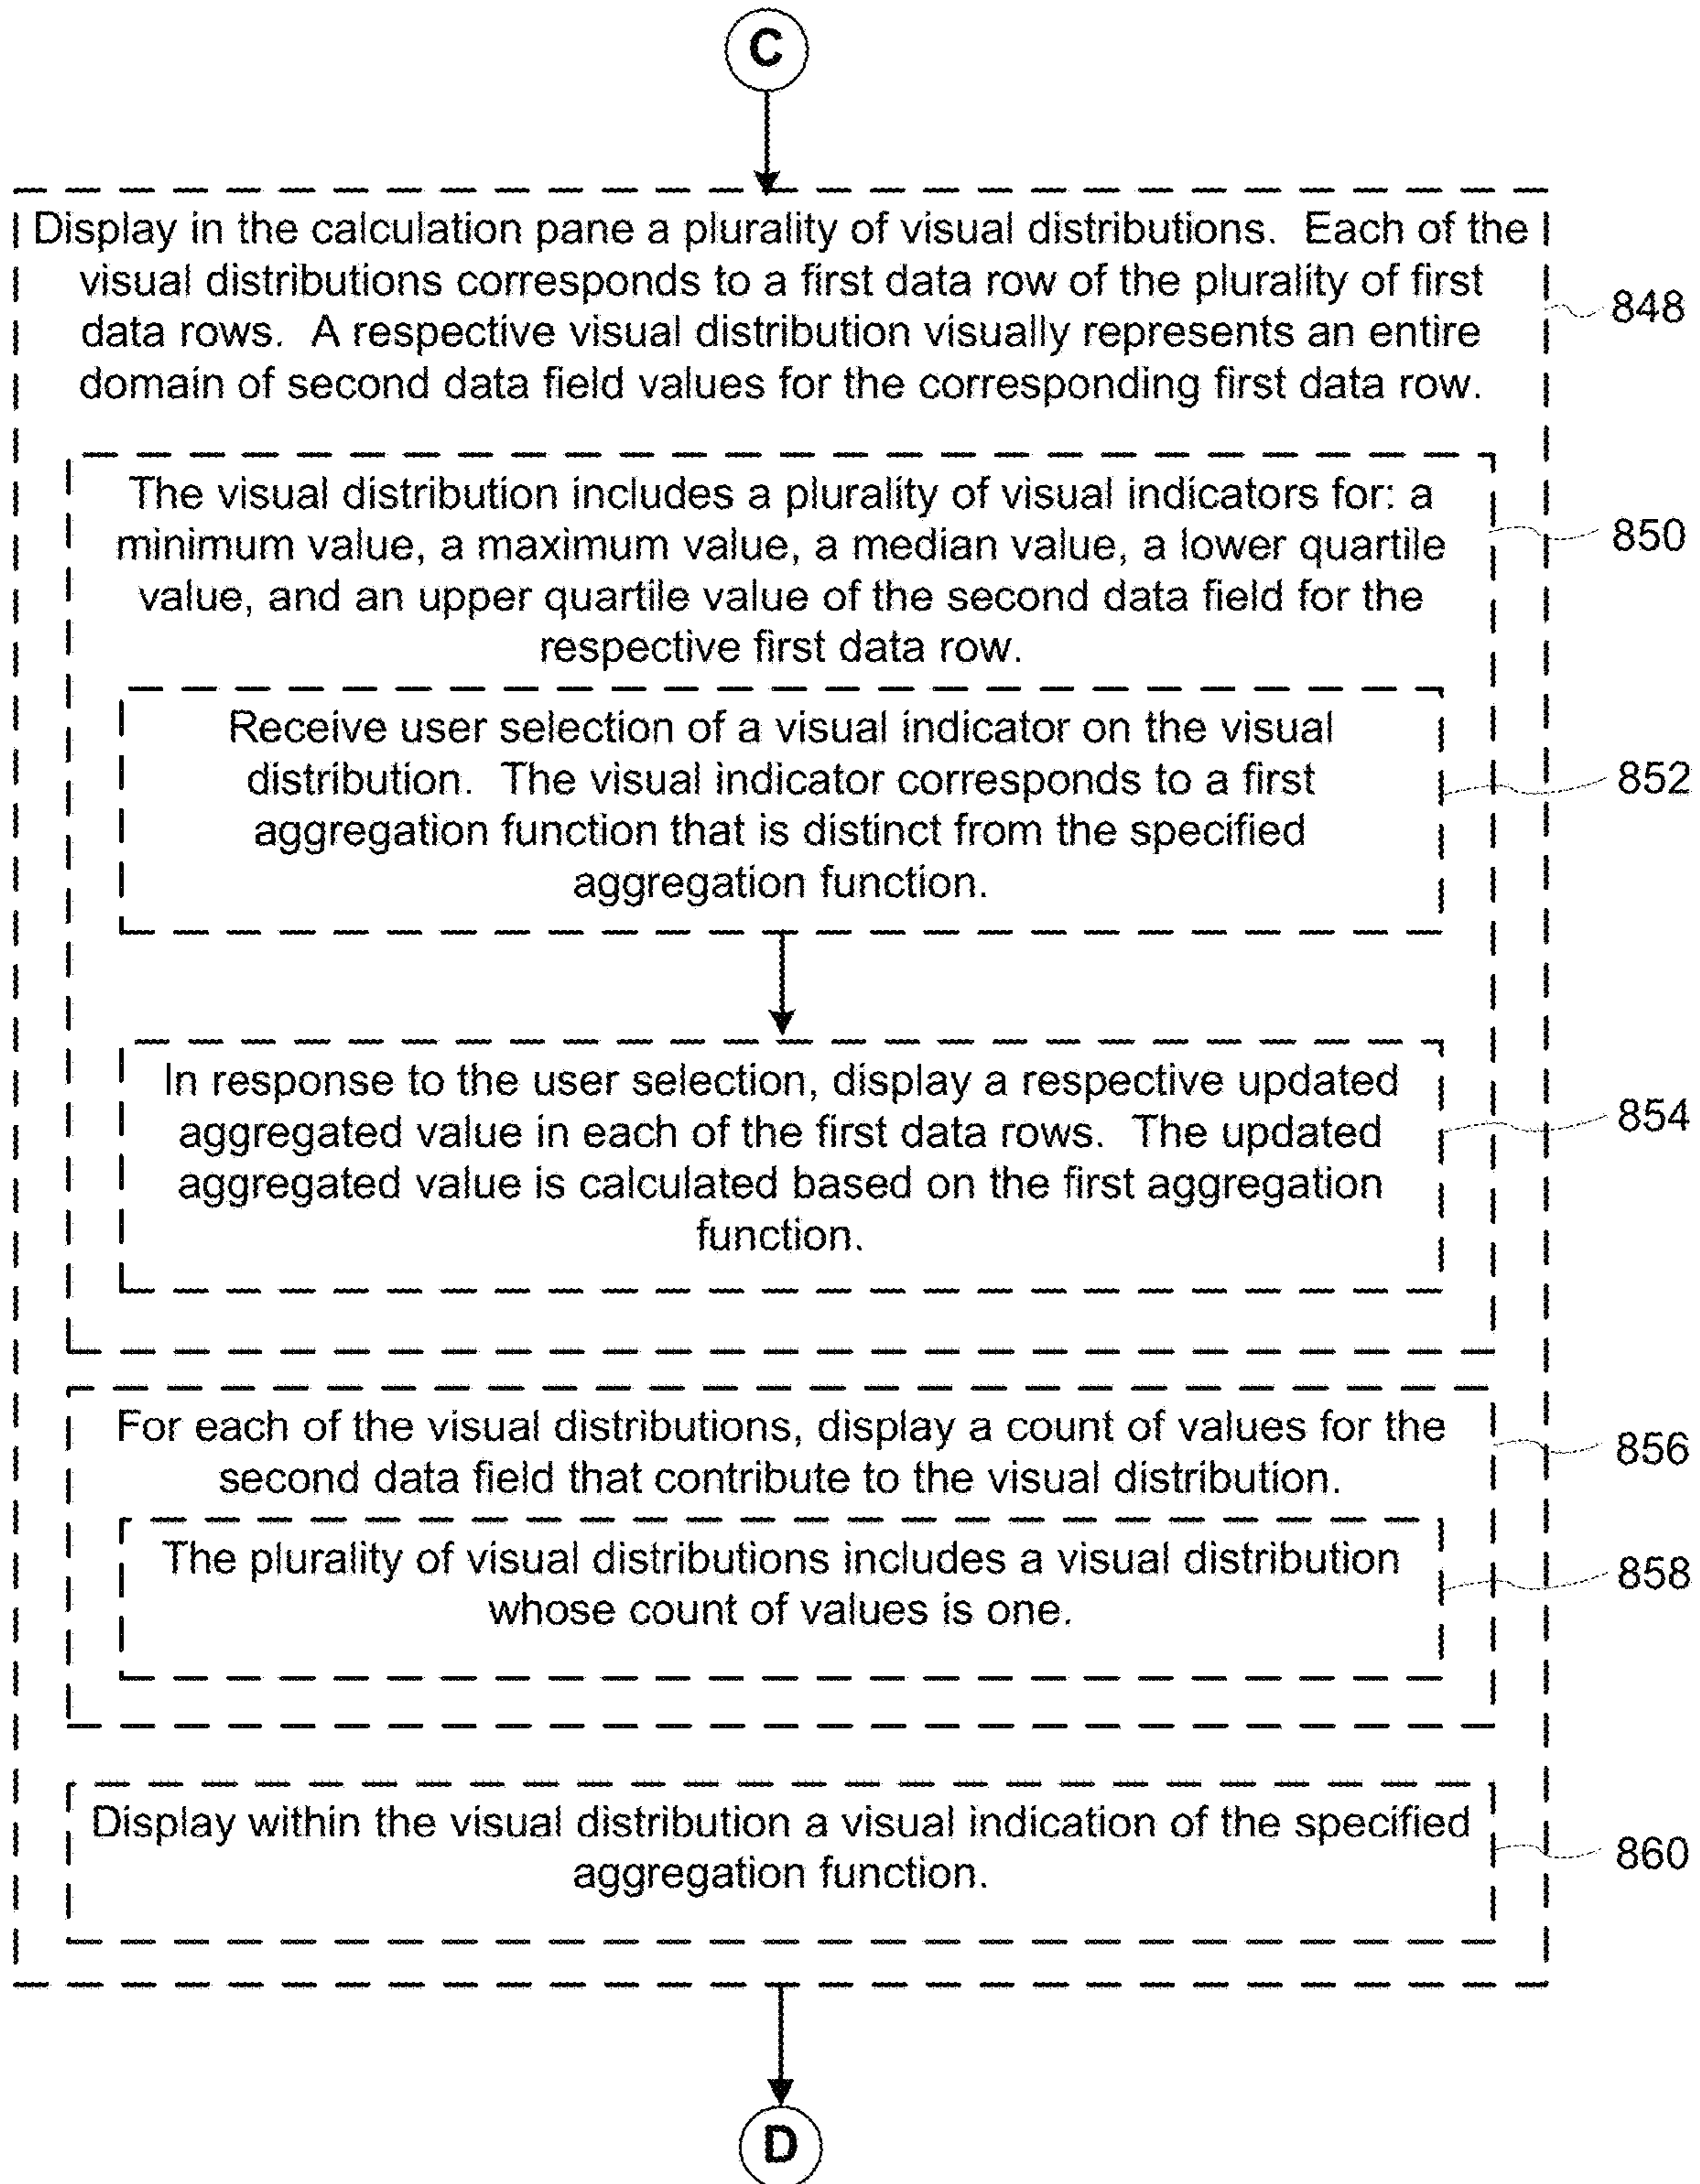 C
Display in the calculation pane a plurality of visual distributions. Each of the
visual distributions corresponds to a first data row of the plurality of first
data rows. A respective visual distribution visually represents an entire
domain of second data field values for the corresponding first data row.
848
The visual distribution includes a plurality of visual indicators for: a
minimum value, a maximum value, a median value, a lower quartile
value, and an upper quartile value of the second data field for the
respective first data row.
850
Receive user selection of a visual indicator on the visual
distribution. The visual indicator corresponds to a first
aggregation function that is distinct from the specified
aggregation function.
852
In response to the user selection, display a respective updated
aggregated value in each of the first data rows. The updated
aggregated value is calculated based on the first aggregation
function.
854
For each of the visual distributions, display a count of values for the
second data field that contribute to the visual distribution.
856
The plurality of visual distributions includes a visual distribution
whose count of values is one.
858
Display within the visual distribution a visual indication of the specified
aggregation function.
860
D